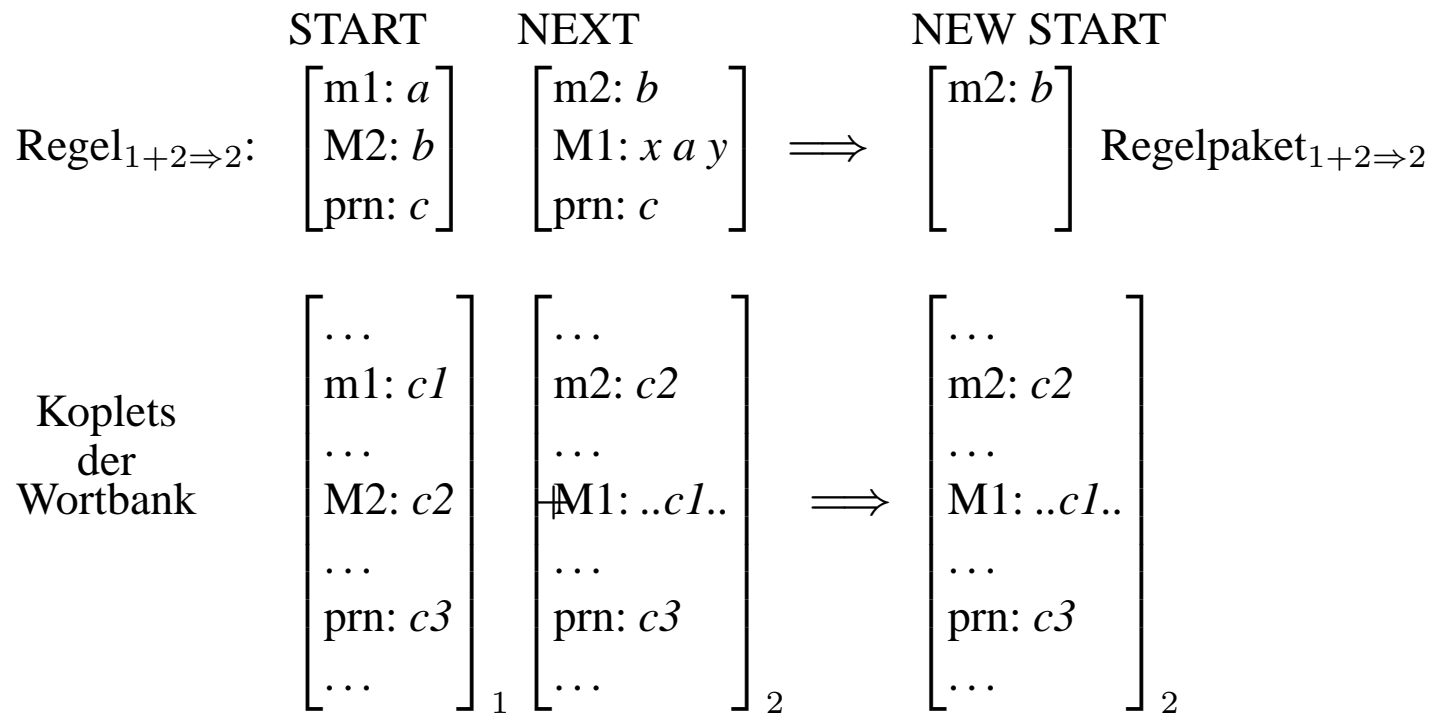 START NEXT NEW START
m1: a m2: b m2: b
Regel1+2⇒2: M2: b M1: x a y ⟹ Regelpaket1+2⇒2
prn: c prn: c
... ... ...
m1: c1 m2: c2 m2: c2
Koplets
... ... ...
der
Wortbank M2: c2 + M1: ..c1.. ⟹ M1: ..c1..
... ... ...
prn: c3 prn: c3 prn: c3
... 1 ... 2 ... 2